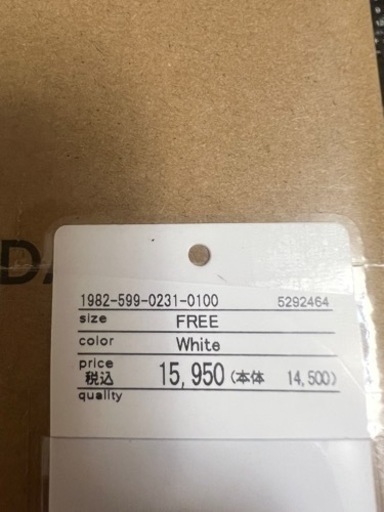 DA
1982-599-0231-0100 5292464
size FREE
color White
price
税込 15,950 (本体 14,500)
quality